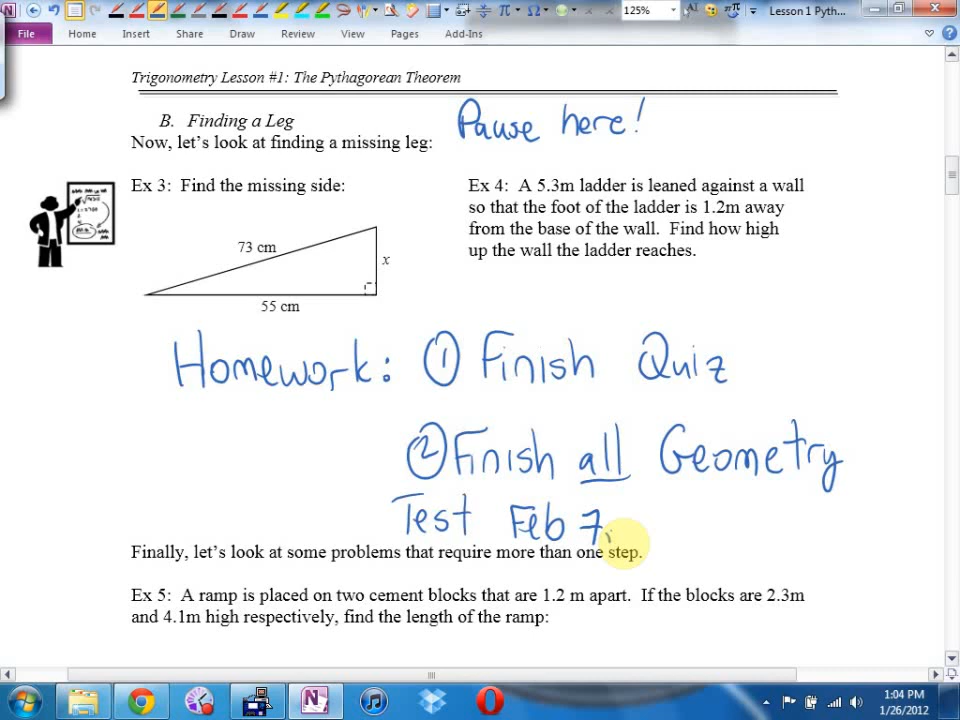 125%
Lesson 1 Pyth...
File Home Insert Share Draw Review View Pages Add-Ins
Trigonometry Lesson #1: The Pythagorean Theorem
B. Finding a Leg
Pause here!
Now, let's look at finding a missing leg:
Ex 3: Find the missing side:
73 cm
x
55 cm
Ex 4: A 5.3m ladder is leaned against a wall
so that the foot of the ladder is 1.2m away
from the base of the wall. Find how high
up the wall the ladder reaches.
Homework: ① Finish Quiz
② Finish all Geometry
Test Feb 7
Finally, let's look at some problems that require more than one step.
Ex 5: A ramp is placed on two cement blocks that are 1.2 m apart. If the blocks are 2.3m
and 4.1m high respectively, find the length of the ramp:
1:04 PM
1/26/2012